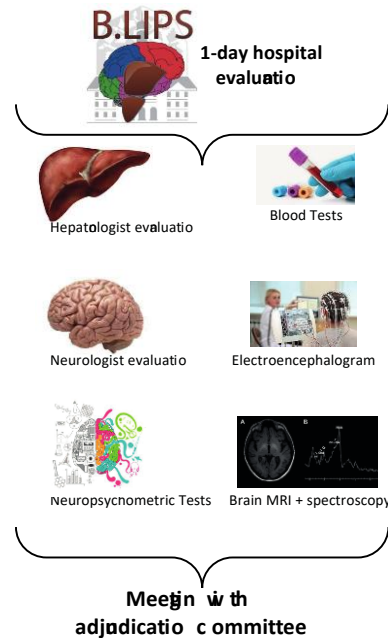 B.LIPS
1-day hospital
evaluatio
Hepatologist evaluatio
Blood Tests
Neurologist evaluatio
Electroencephalogram
Neuropsychometric Tests
Brain MRI + spectroscopy
A
B
Meetin with
adjudicatio committee